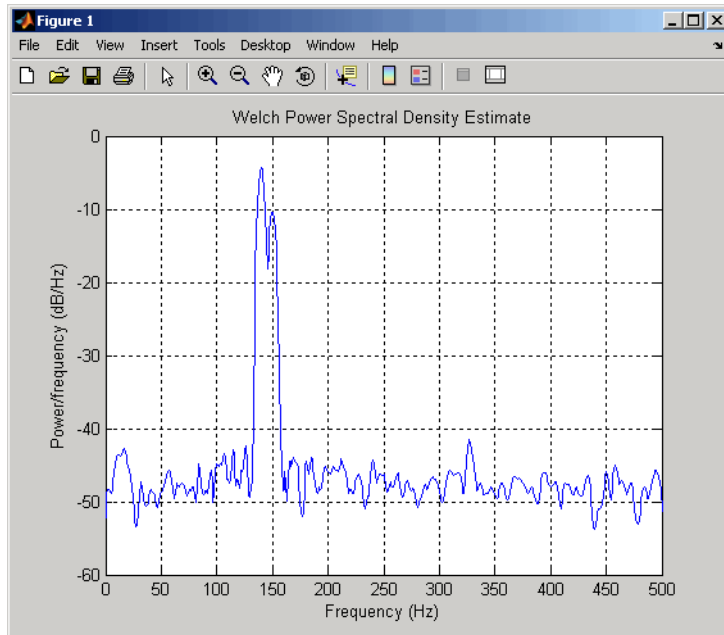 Figure 1
File Edit View Insert Tools Desktop Window Help
Welch Power Spectral Density Estimate
0
-10
-20
-30
-40
-50
-60
Power/frequency (dB/Hz)
0 50 100 150 200 250 300 350 400 450 500
Frequency (Hz)